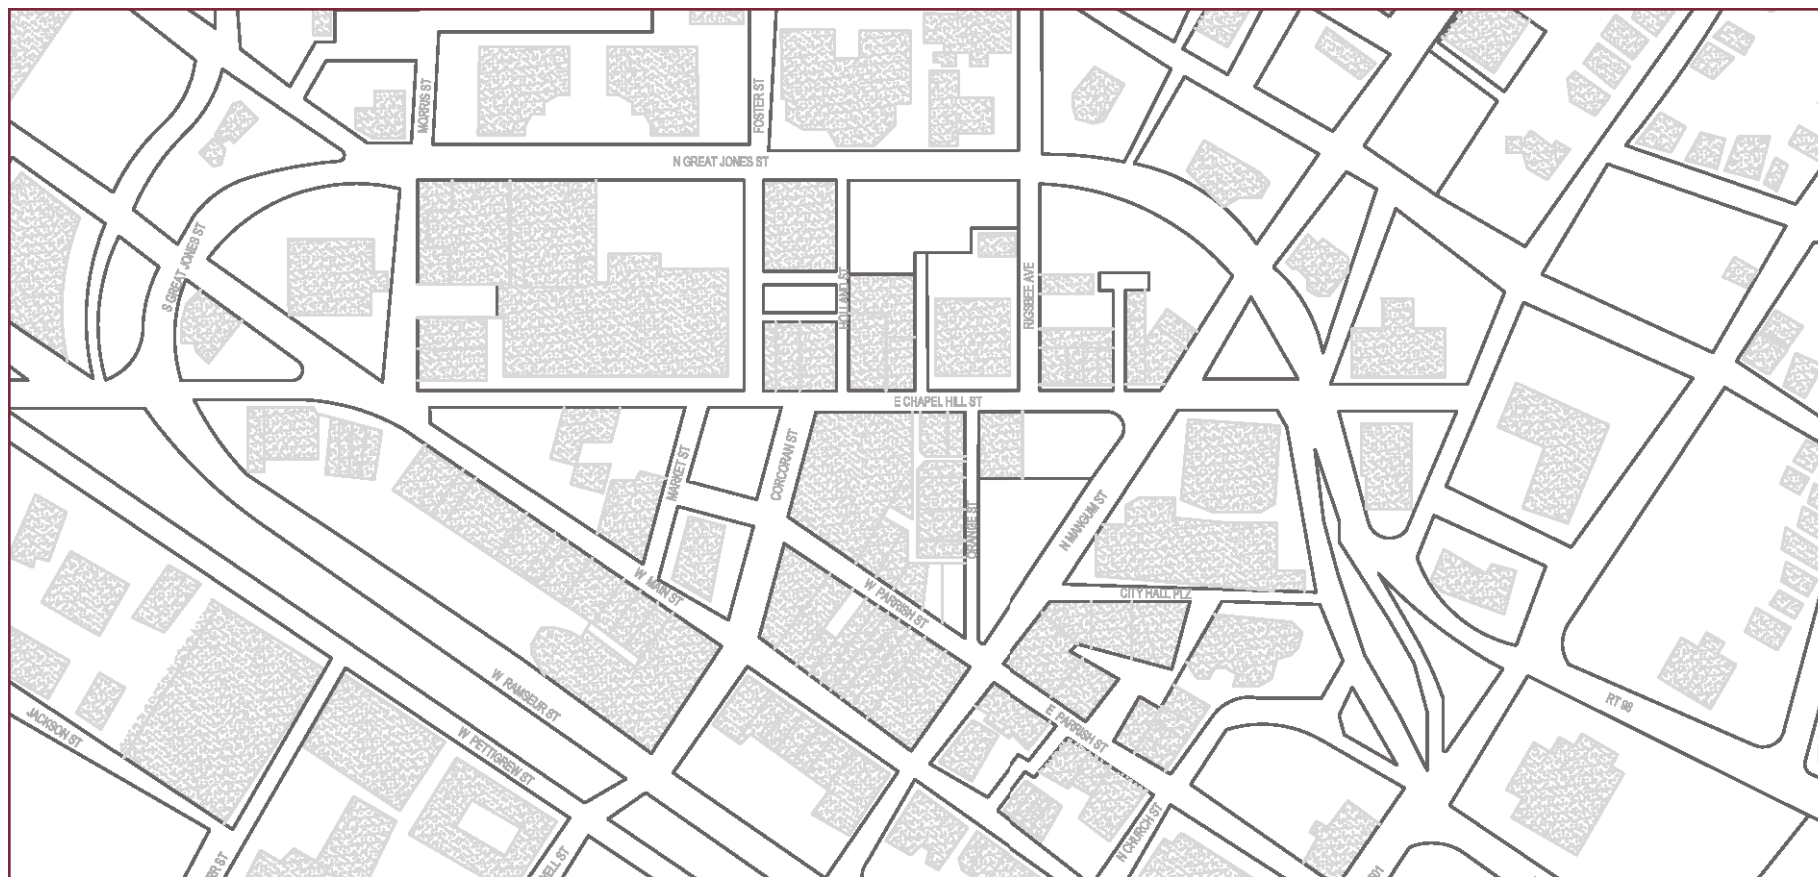 MORRIS ST
FOSTER ST
N GREAT JONES ST
S GREAT JONES ST
HOLLAND ST
RIGSBEE AVE
E CHAPEL HILL ST
MARKET ST
CORCORAN ST
ORANGE ST
N MANGUM ST
W MAIN ST
W PARRISH ST
CITY HALL PLZ
W RAMSEUR ST
E PARRISH ST
RT 98
JACKSON ST
W PETTIGREW ST
N CHURCH ST